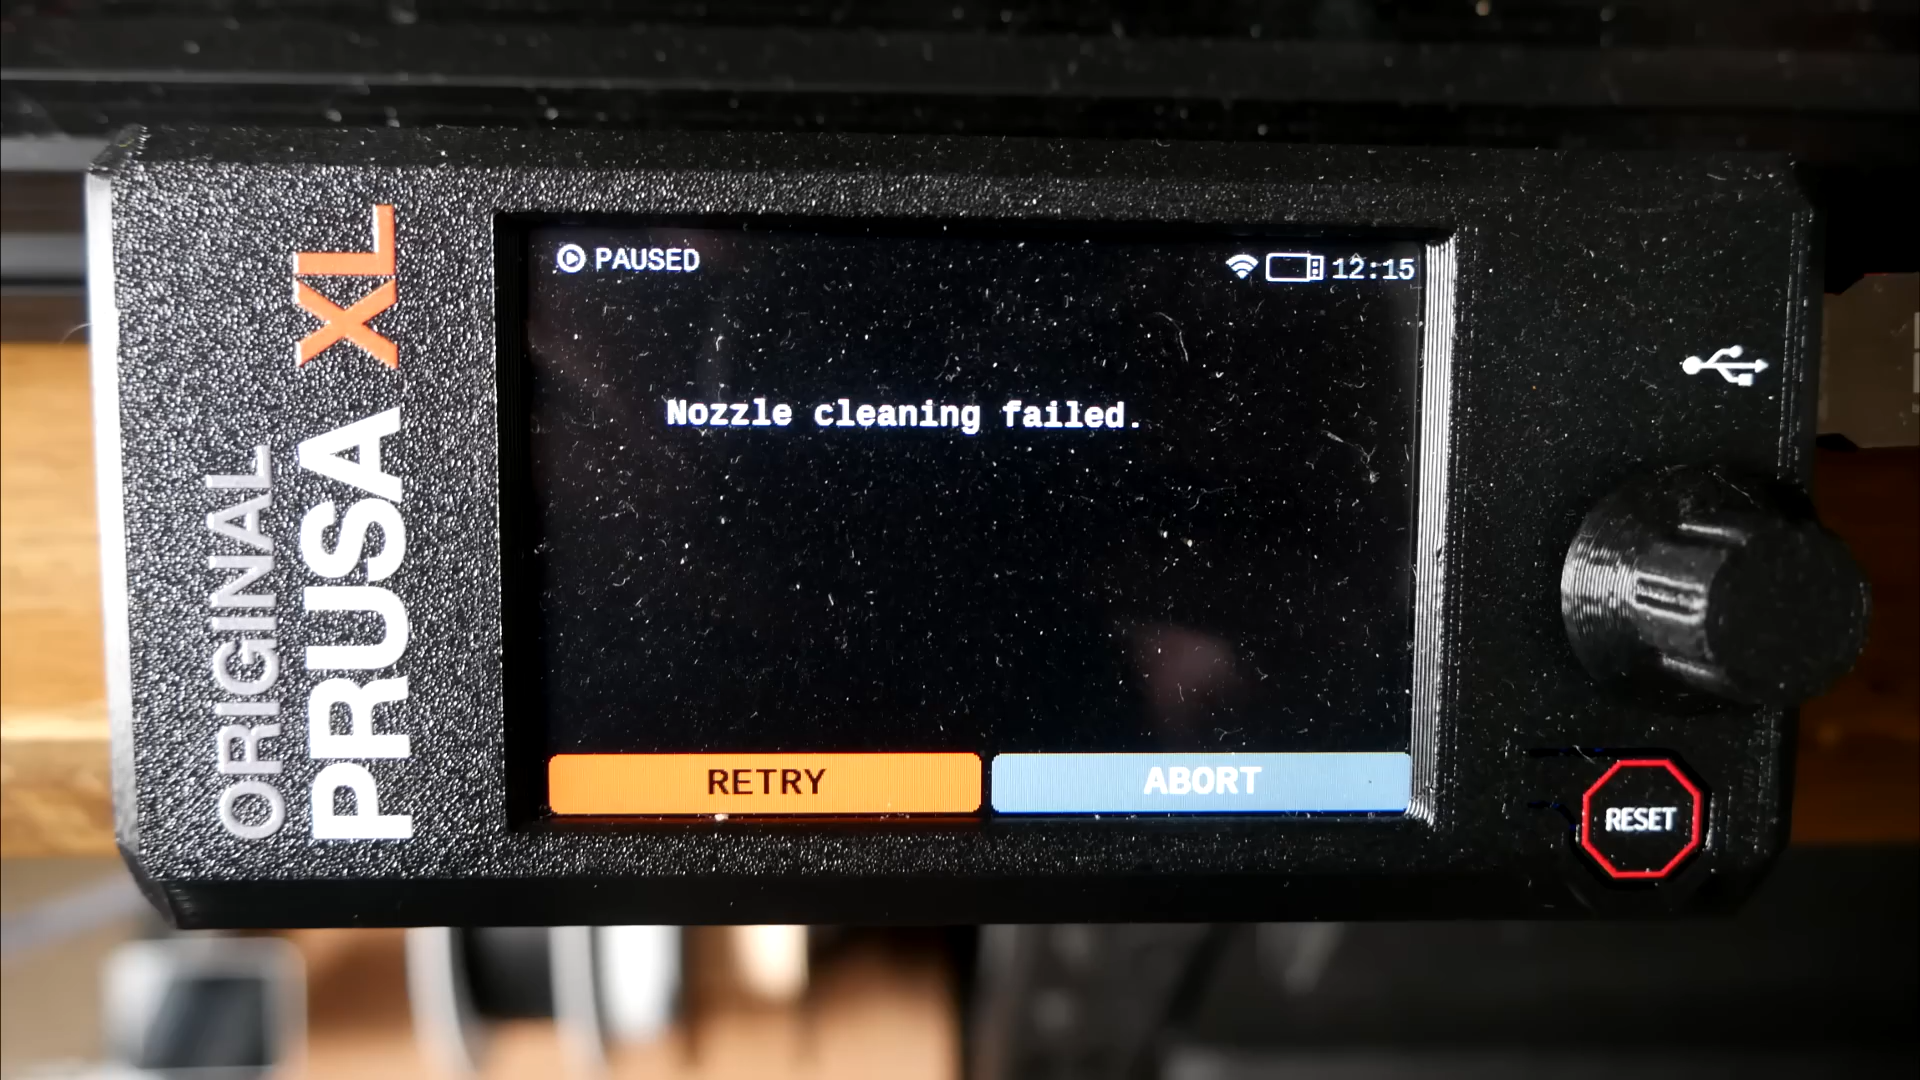 ORIGINAL
PRUSA XL
PAUSED
12:15
Nozzle cleaning failed.
RETRY
ABORT
RESET